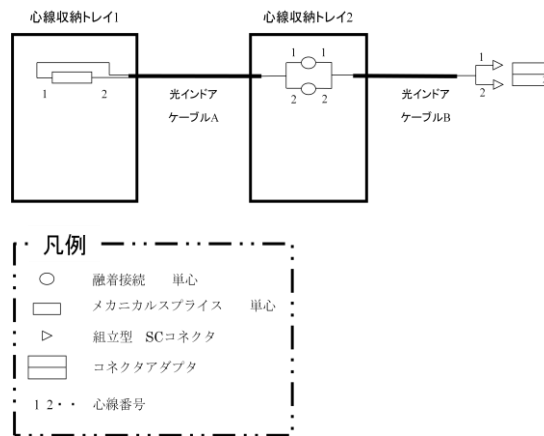 心線収納トレイ1 心線収納トレイ2
1 1 1
1 2 2 2 2
光インドア 光インドア
ケーブルA ケーブルB
凡例
融着接続 単心
メカニカルスプライス 単心
組立型 SCコネクタ
コネクタアダプタ
1 2・・ 心線番号